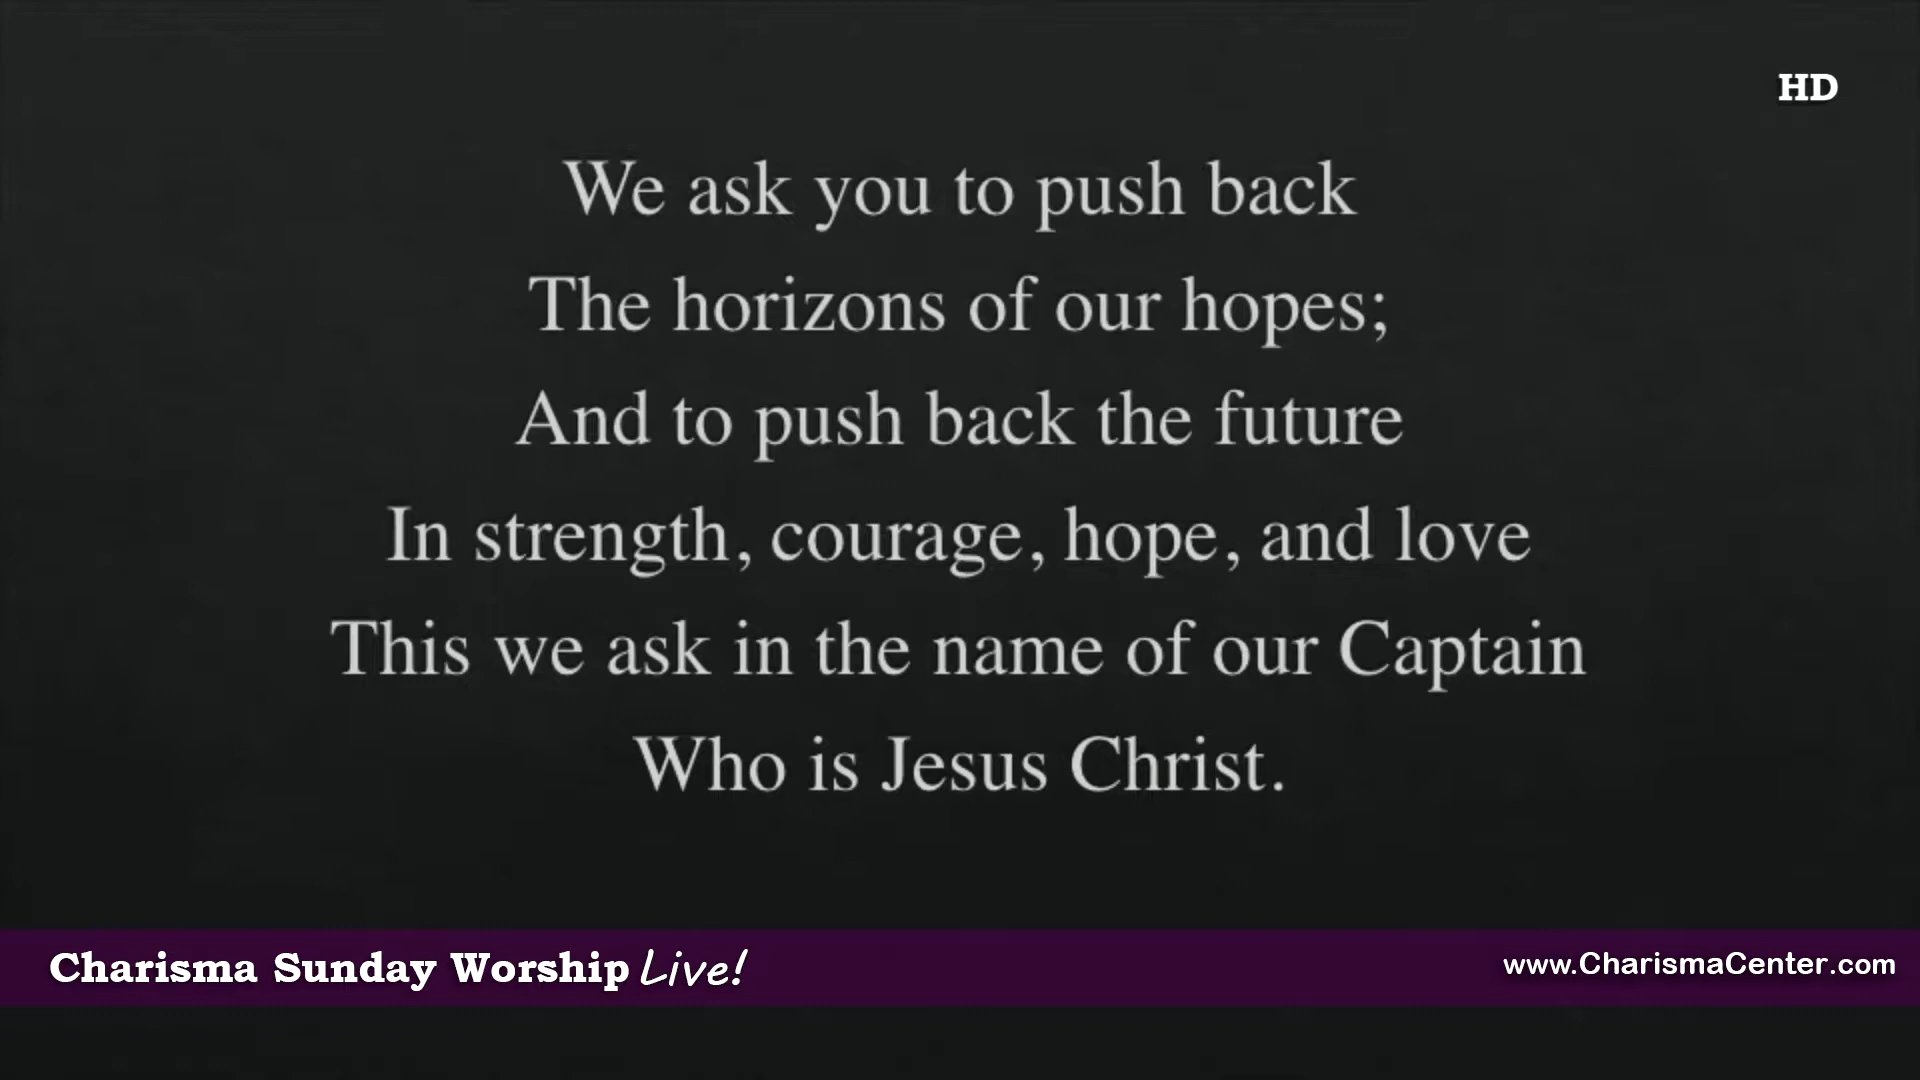 HD
We ask you to push back
The horizons of our hopes;
And to push back the future
In strength, courage, hope, and love
This we ask in the name of our Captain
Who is Jesus Christ.
Charisma Sunday Worship Live!
www.CharismaCenter.com